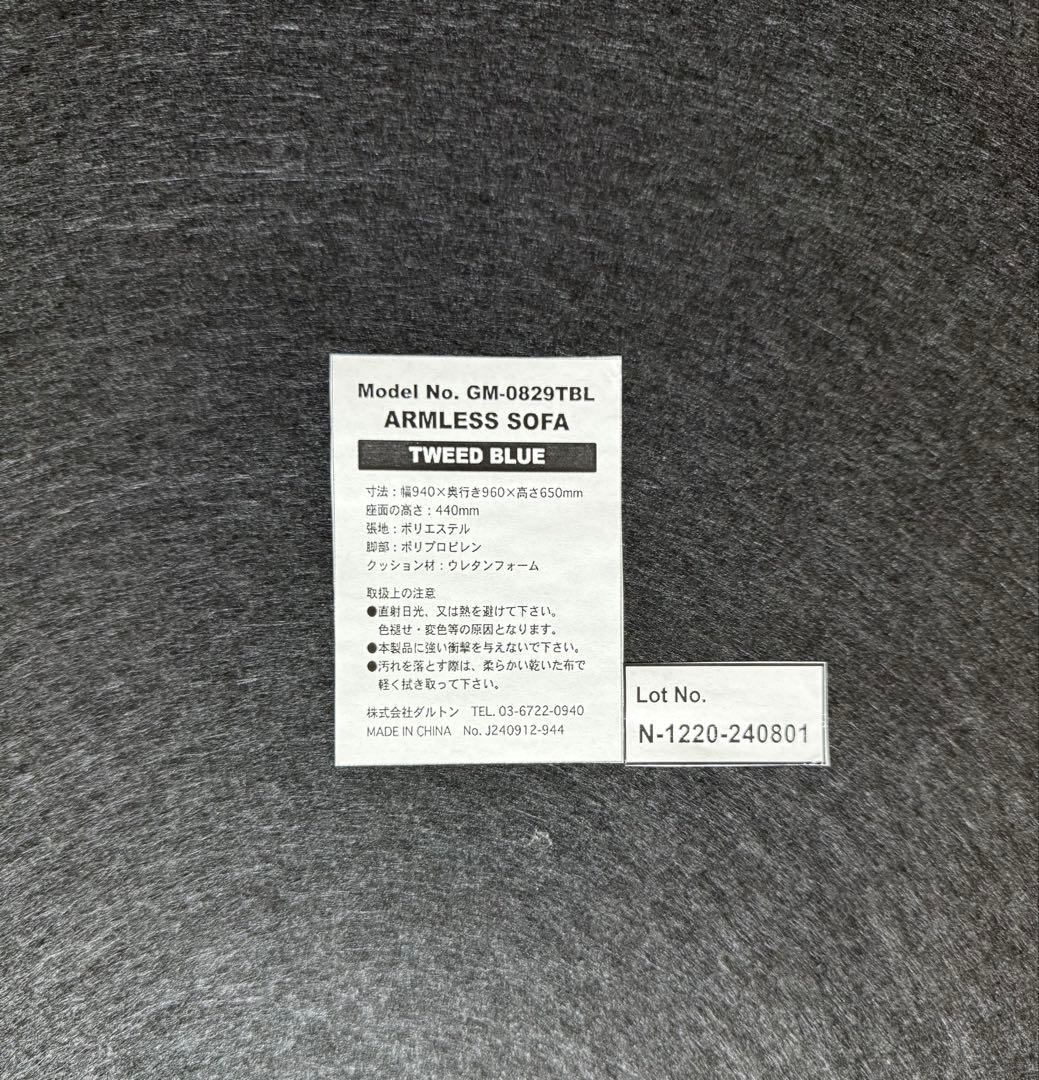 Model No. GM-0829TBL
ARMLESS SOFA
TWEED BLUE
寸法：幅940×奥行き960×高さ650mm
座面の高さ：440mm
張地：ポリエステル
脚部：ポリプロピレン
クッション材：ウレタンフォーム
取扱上の注意
●直射日光、又は熱を避けて下さい。
色褪せ・変色等の原因となります。
●本製品に強い衝撃を与えないで下さい。
●汚れを落とす際は、柔らかい乾いた布で
軽く拭き取って下さい。
株式会社ダルトン TEL. 03-6722-0940
MADE IN CHINA No. J240912-944
Lot No.
N-1220-240801